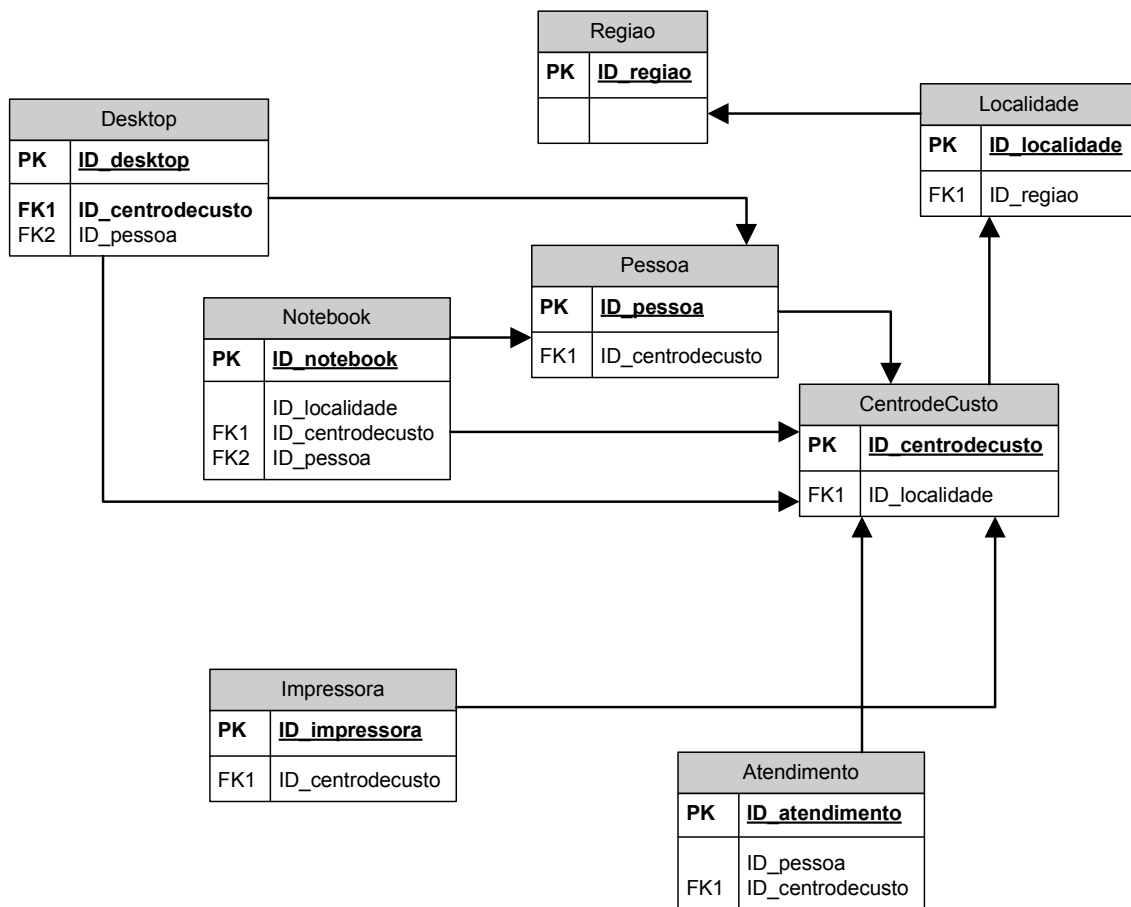 Regiao
PK ID_regiao
Desktop
PK ID_desktop
FK1 ID_centrodecusto
FK2 ID_pessoa
Localidade
PK ID_localidade
FK1 ID_regiao
Pessoa
PK ID_pessoa
FK1 ID_centrodecusto
Notebook
PK ID_notebook
ID_localidade
FK1 ID_centrodecusto
FK2 ID_pessoa
CentrodeCusto
PK ID_centrodecusto
FK1 ID_localidade
Impressora
PK ID_impressora
FK1 ID_centrodecusto
Atendimento
PK ID_atendimento
ID_pessoa
FK1 ID_centrodecusto